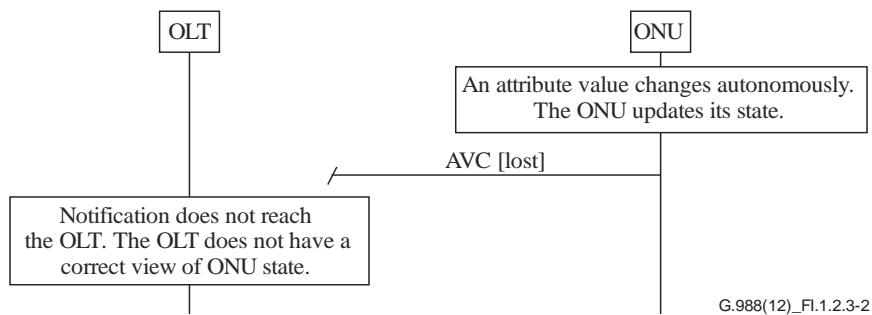 OLT
ONU
An attribute value changes autonomously.
The ONU updates its state.
AVC [lost]
Notification does not reach
the OLT. The OLT does not have a
correct view of ONU state.
G.988(12)_FI.1.2.3-2